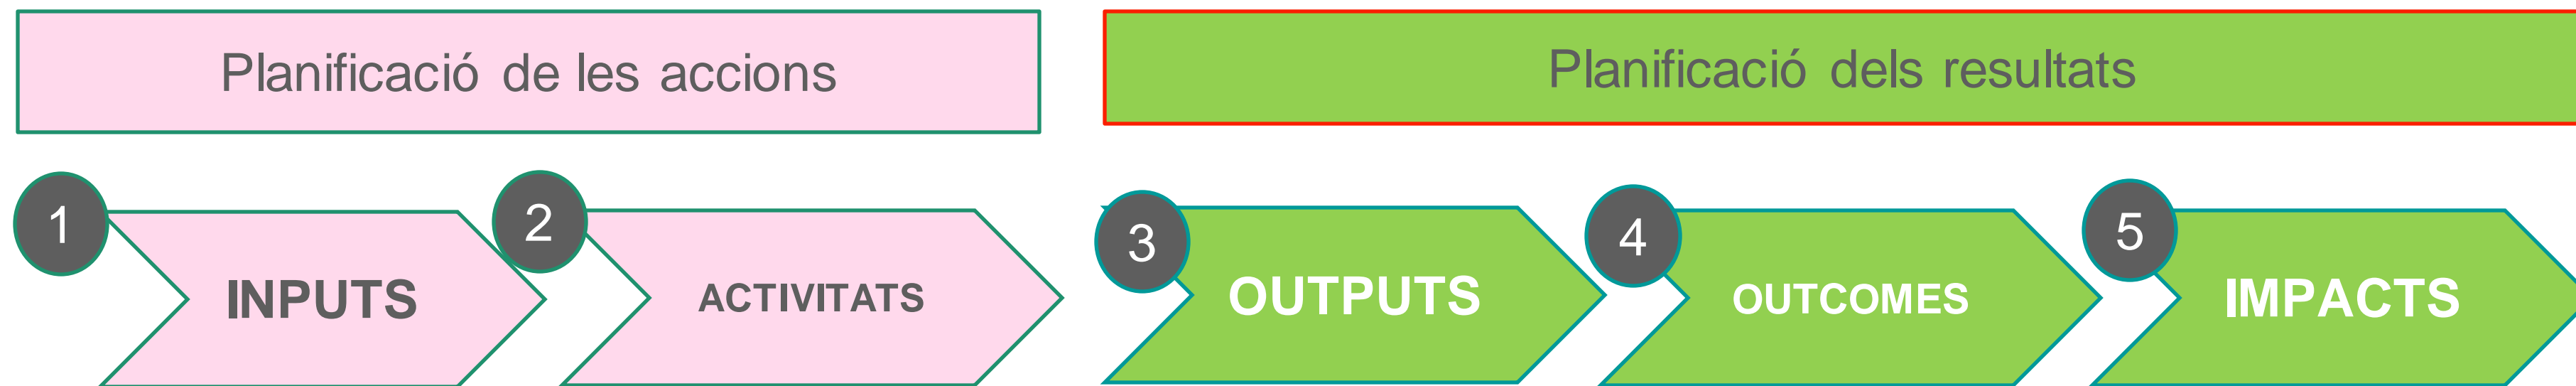 Planificació de les accions
Planificació dels resultats
1
INPUTS
2
ACTIVITATS
3
OUTPUTS
4
OUTCOMES
5
IMPACTS